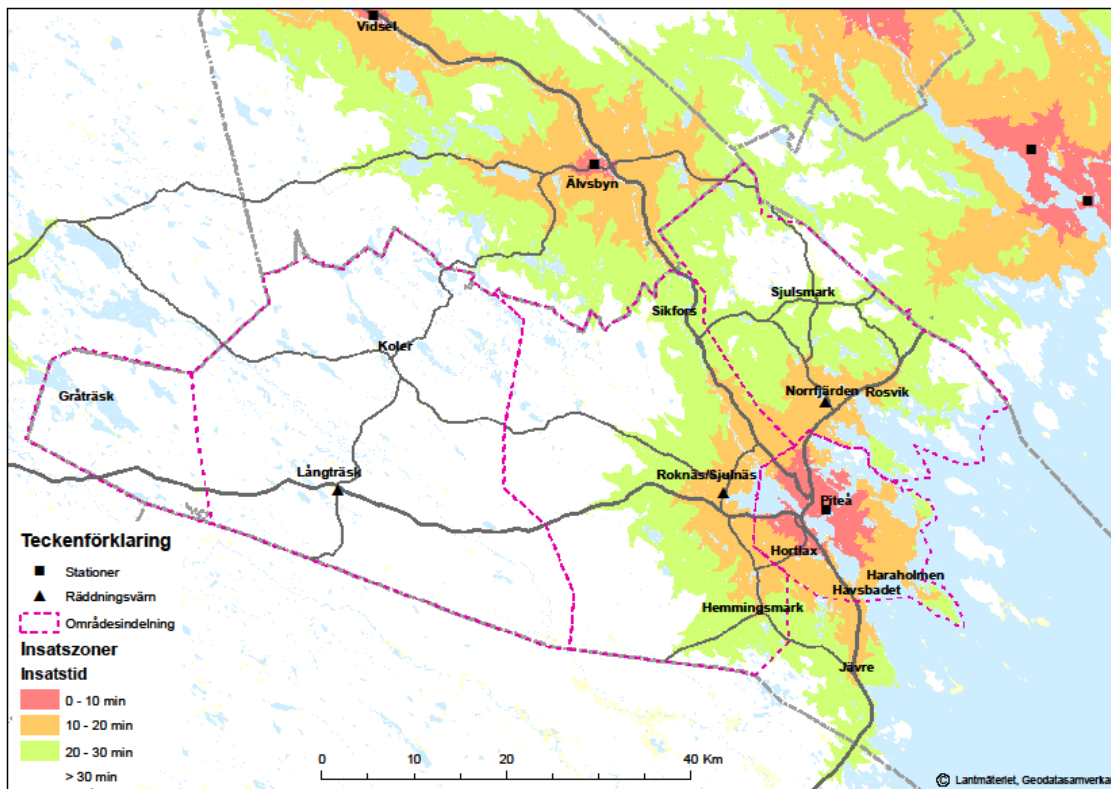 Vidsel
Älvsbyn
Sjulsmark
Sikfors
Koler
Gråträsk
Norrfjärden
Rosvik
Långträsk
Roknäs/Sjulnäs
Piteå
Hortlax
Haraholmen
Havsbadet
Hemmingsmark
Jävre
Teckenförklaring
Stationer
Räddningsvärn
Områdesindelning
Insatszoner
Insatstid
0 - 10 min
10 - 20 min
20 - 30 min
> 30 min
0 20 40 Km
© Lantmäteriet, Geodatasamverkan